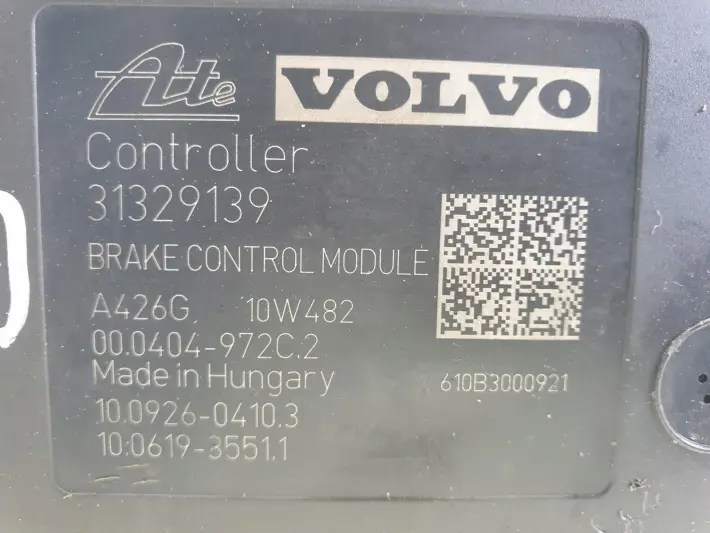 Ate VOLVO
Controller
31329139
BRAKE CONTROL MODULE
A426G 10W482
00.0404-972C.2
Made in Hungary
610B3000921
10.0926-0410.3
10.0619-3551.1